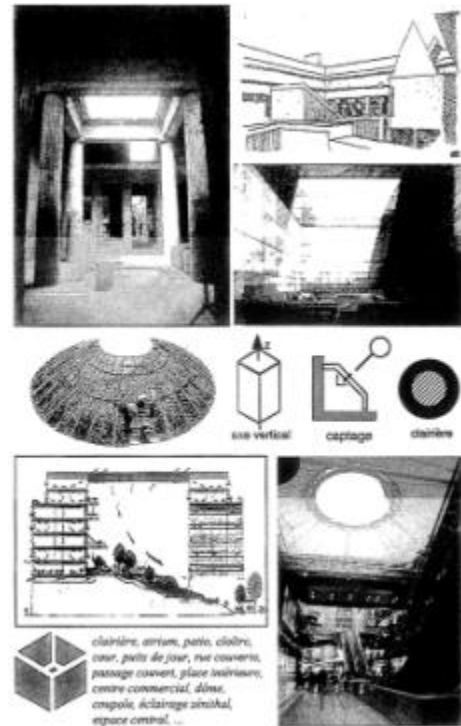 z
axe vertical
captage
clairière
clairière, atrium, patio, cloître,
cour, puits de jour, rue couverte,
passage couvert, place intérieure,
centre commercial, dôme,
coupole, éclairage zénithal,
espace central, ...